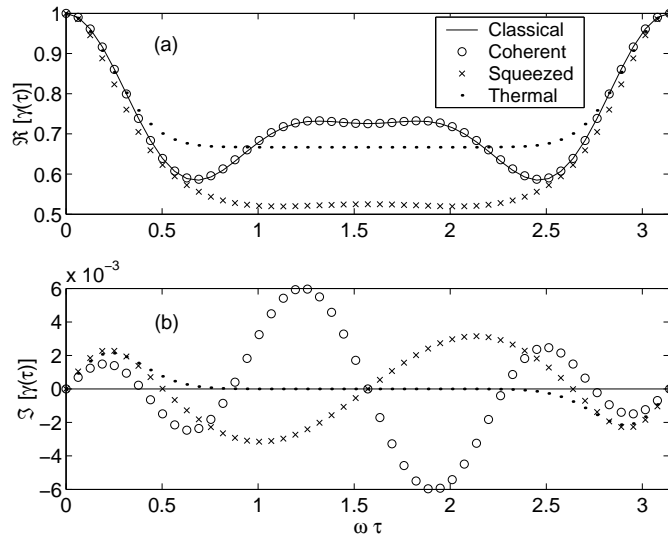 1
0.9
0.8
0.7
0.6
0.5
ℜ [γ(τ)]
(a)
Classical
Coherent
Squeezed
Thermal
0 0.5 1 1.5 2 2.5 3
x 10⁻³
6
4
2
0
−2
−4
−6
ℑ [γ(τ)]
(b)
0 0.5 1 1.5 2 2.5 3
ω τ